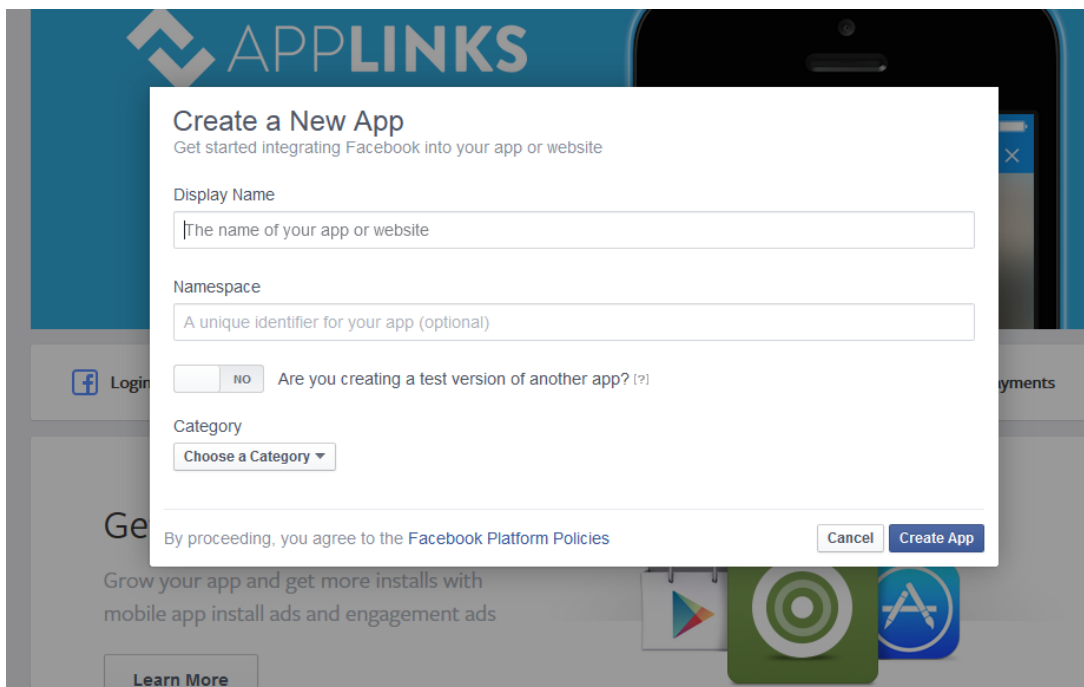 APPLINKS
Create a New App
Get started integrating Facebook into your app or website
Display Name
The name of your app or website
Namespace
A unique identifier for your app (optional)
Login
NO
Are you creating a test version of another app? [?]
yments
Category
Choose a Category
Ge
By proceeding, you agree to the Facebook Platform Policies
Cancel
Create App
Grow your app and get more installs with
mobile app install ads and engagement ads
Learn More